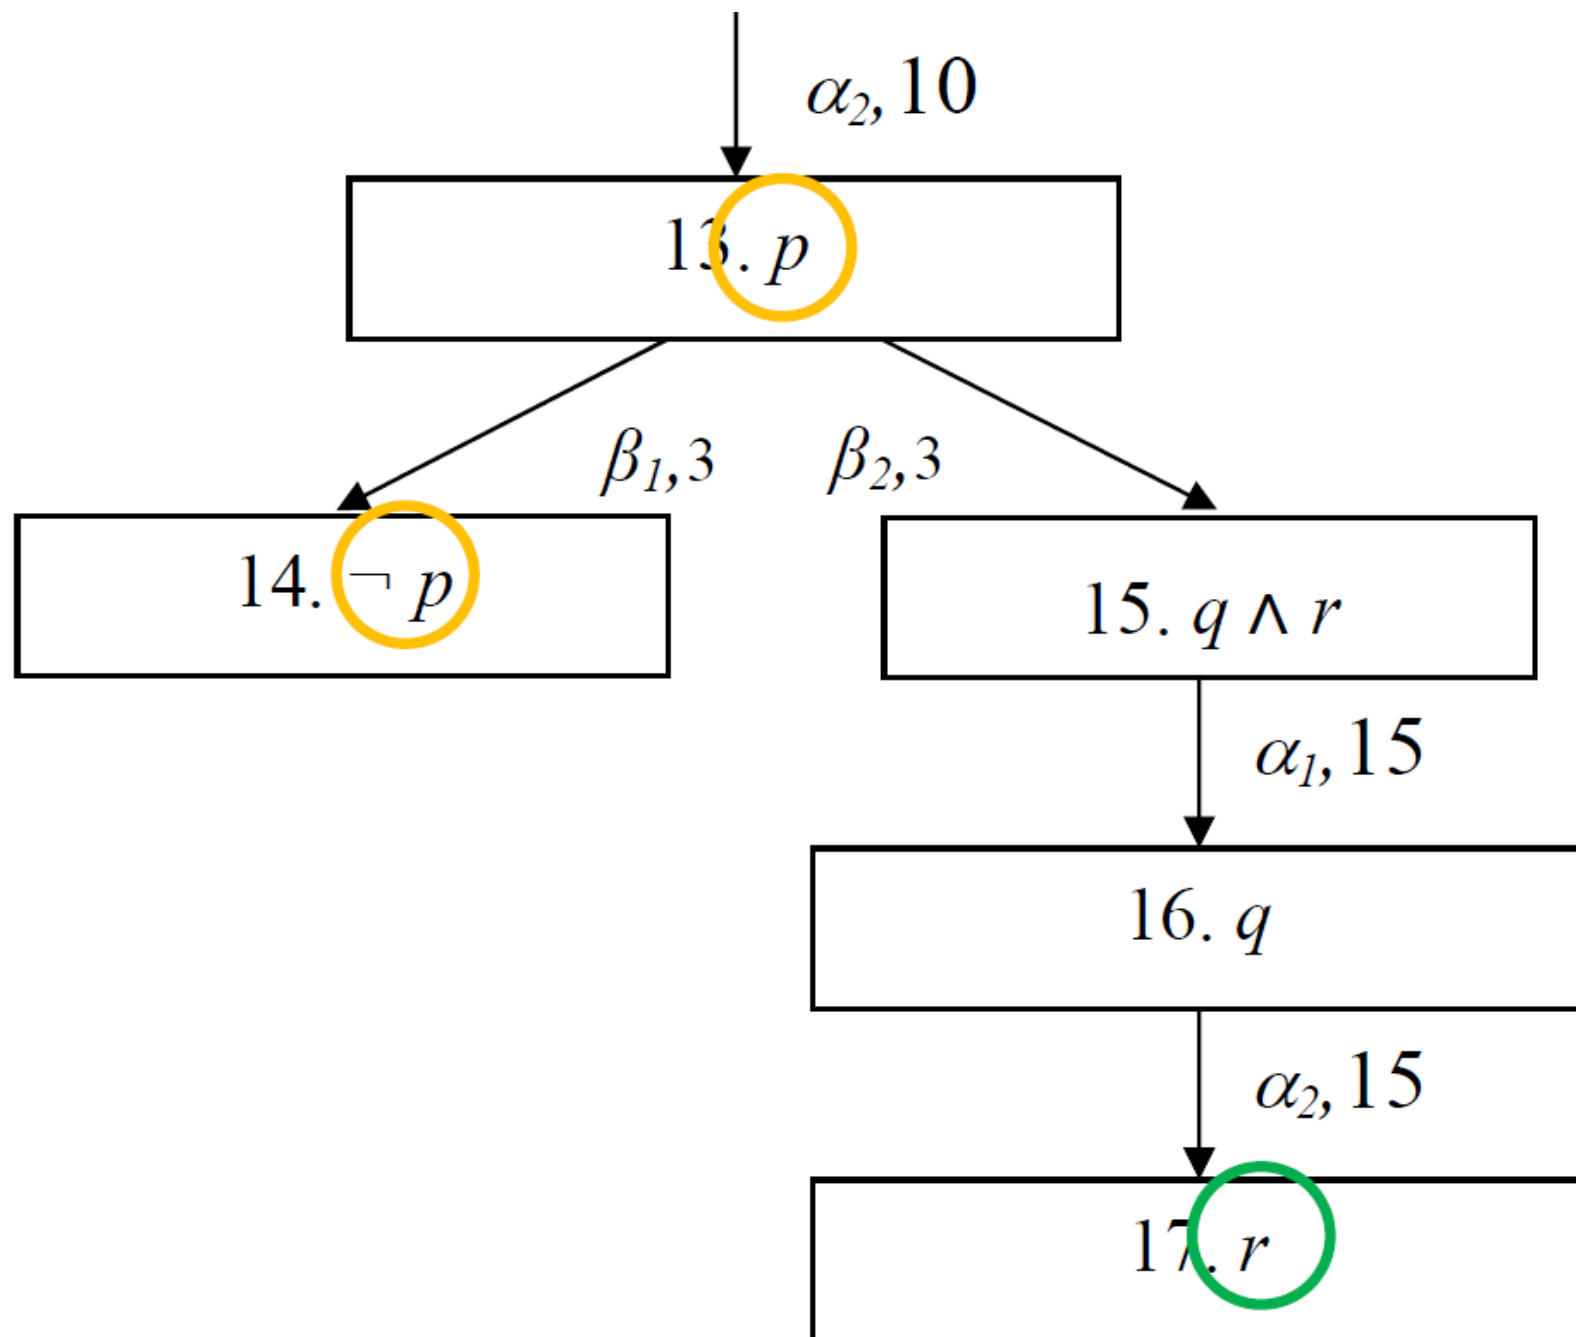 α₂, 10
13. p
β₁, 3
β₂, 3
14. ¬ p
15. q ∧ r
α₁, 15
16. q
α₂, 15
17. r